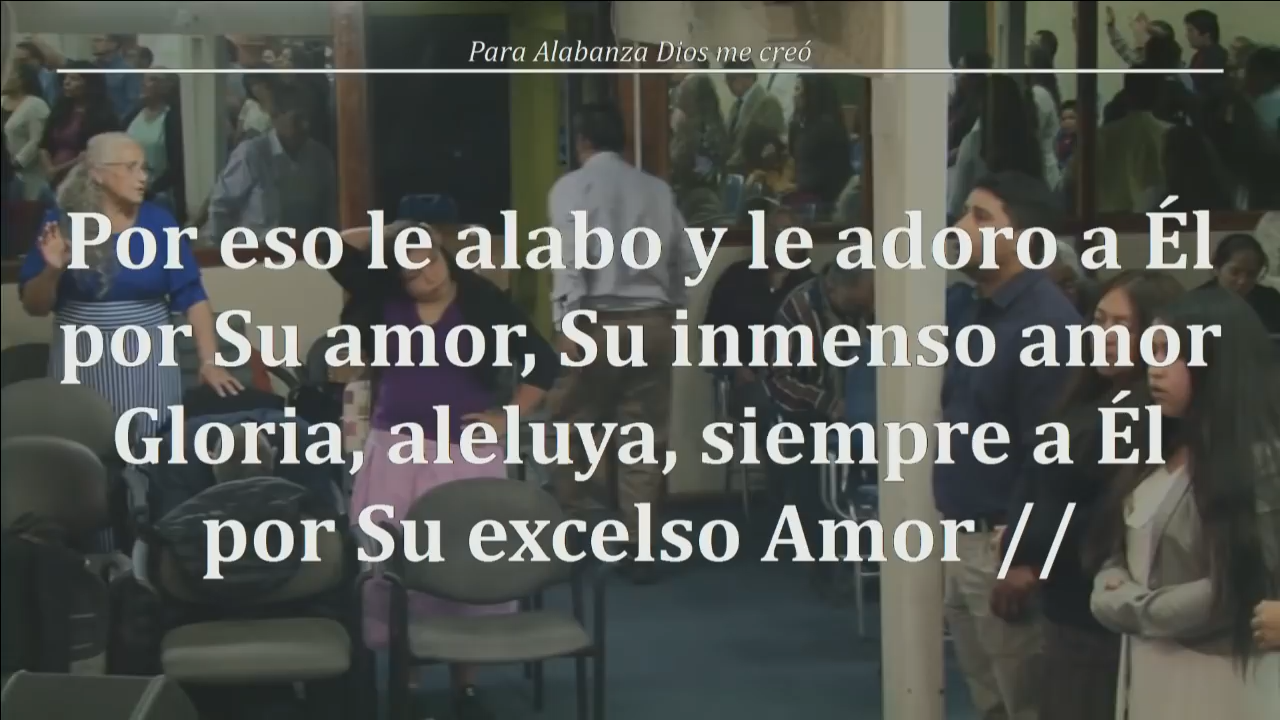 Para Alabanza Dios me creó
Por eso le alabo y le adoro a Él
por Su amor, Su inmenso amor
Gloria, aleluya, siempre a Él
por Su excelso Amor //